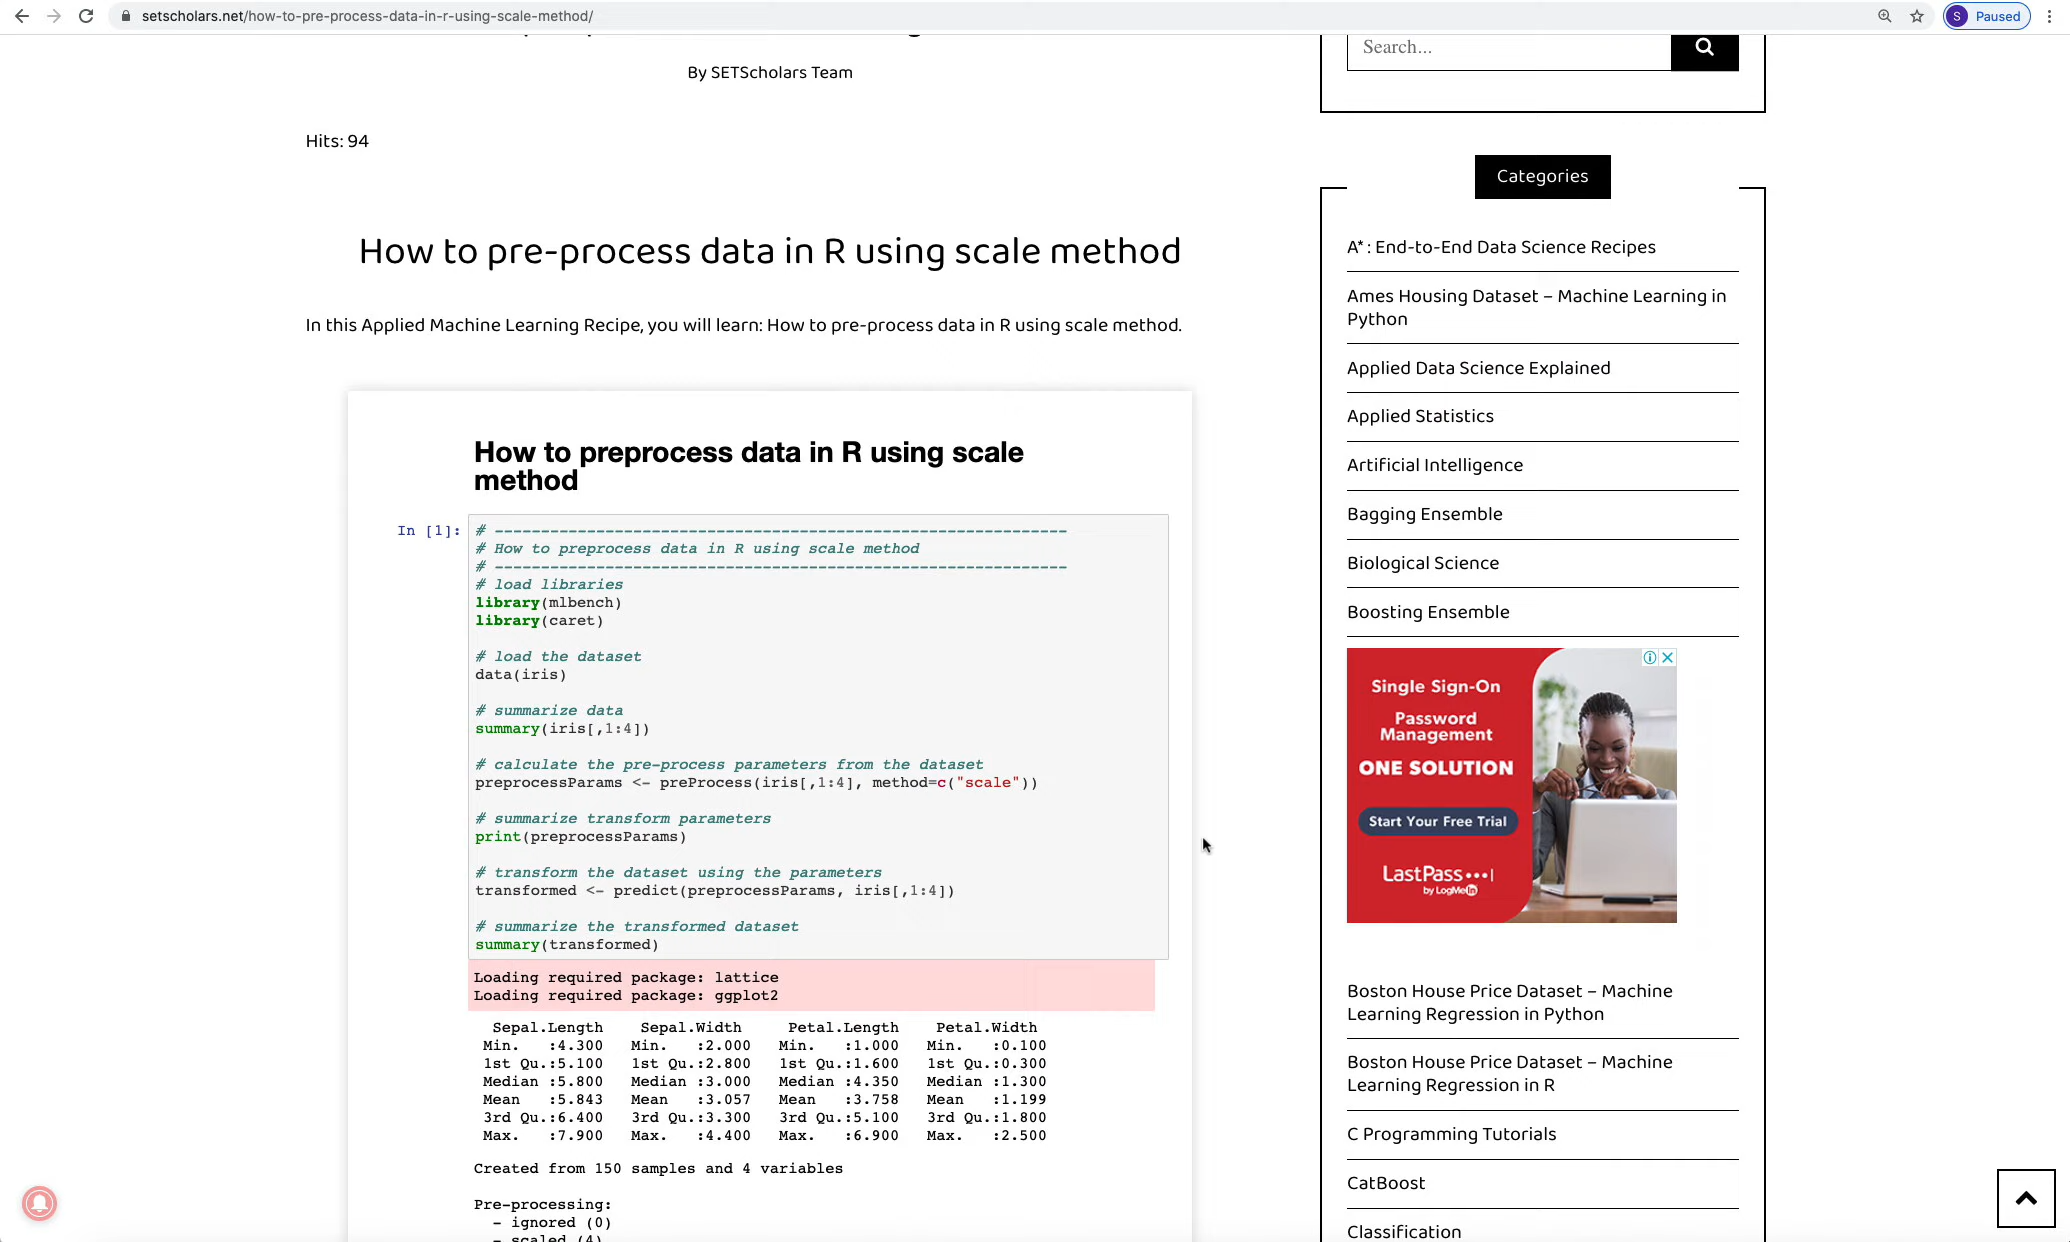 setscholars.net/how-to-pre-process-data-in-r-using-scale-method/
S Paused
By SETScholars Team
Hits: 94
How to pre-process data in R using scale method
In this Applied Machine Learning Recipe, you will learn: How to pre-process data in R using scale method.
How to preprocess data in R using scale
method
In [1]:
# --------------------------------------------------------------
# How to preprocess data in R using scale method
# --------------------------------------------------------------
# load libraries
library(mlbench)
library(caret)
# load the dataset
data(iris)
# summarize data
summary(iris[,1:4])
# calculate the pre-process parameters from the dataset
preprocessParams <- preProcess(iris[,1:4], method=c("scale"))
# summarize transform parameters
print(preprocessParams)
# transform the dataset using the parameters
transformed <- predict(preprocessParams, iris[,1:4])
# summarize the transformed dataset
summary(transformed)
Loading required package: lattice
Loading required package: ggplot2
Sepal.Length Sepal.Width Petal.Length Petal.Width
Min. :4.300 Min. :2.000 Min. :1.000 Min. :0.100
1st Qu.:5.100 1st Qu.:2.800 1st Qu.:1.600 1st Qu.:0.300
Median :5.800 Median :3.000 Median :4.350 Median :1.300
Mean :5.843 Mean :3.057 Mean :3.758 Mean :1.199
3rd Qu.:6.400 3rd Qu.:3.300 3rd Qu.:5.100 3rd Qu.:1.800
Max. :7.900 Max. :4.400 Max. :6.900 Max. :2.500
Created from 150 samples and 4 variables
Pre-processing:
- ignored (0)
- scaled (4)
Search...
Categories
A* : End-to-End Data Science Recipes
Ames Housing Dataset – Machine Learning in
Python
Applied Data Science Explained
Applied Statistics
Artificial Intelligence
Bagging Ensemble
Biological Science
Boosting Ensemble
Single Sign-On
Password
Management
ONE SOLUTION
Start Your Free Trial
LastPass •••|
by LogMeIn
Boston House Price Dataset – Machine
Learning Regression in Python
Boston House Price Dataset – Machine
Learning Regression in R
C Programming Tutorials
CatBoost
Classification